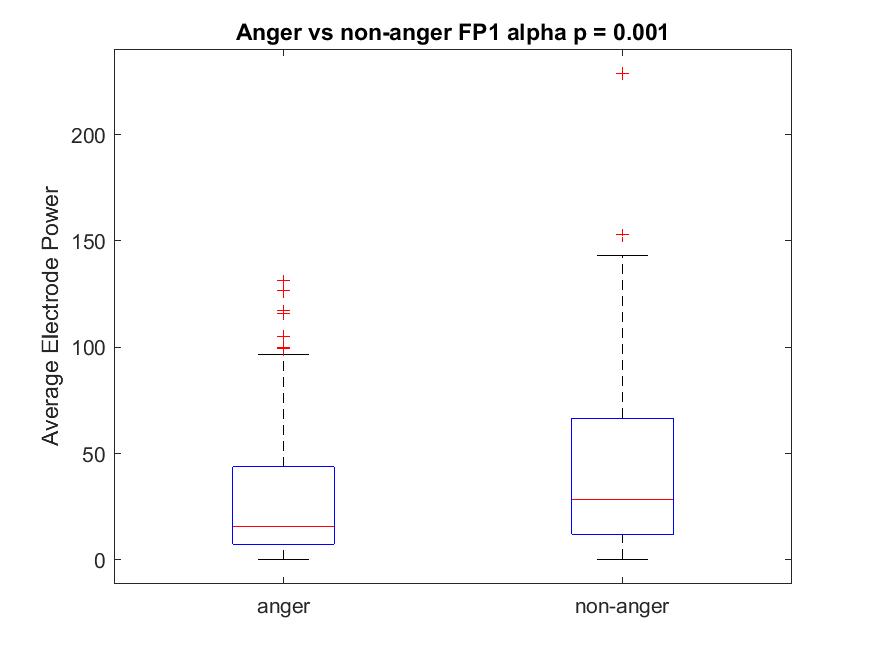 Anger vs non-anger FP1 alpha p = 0.001
Average Electrode Power
200
150
100
50
0
anger
non-anger